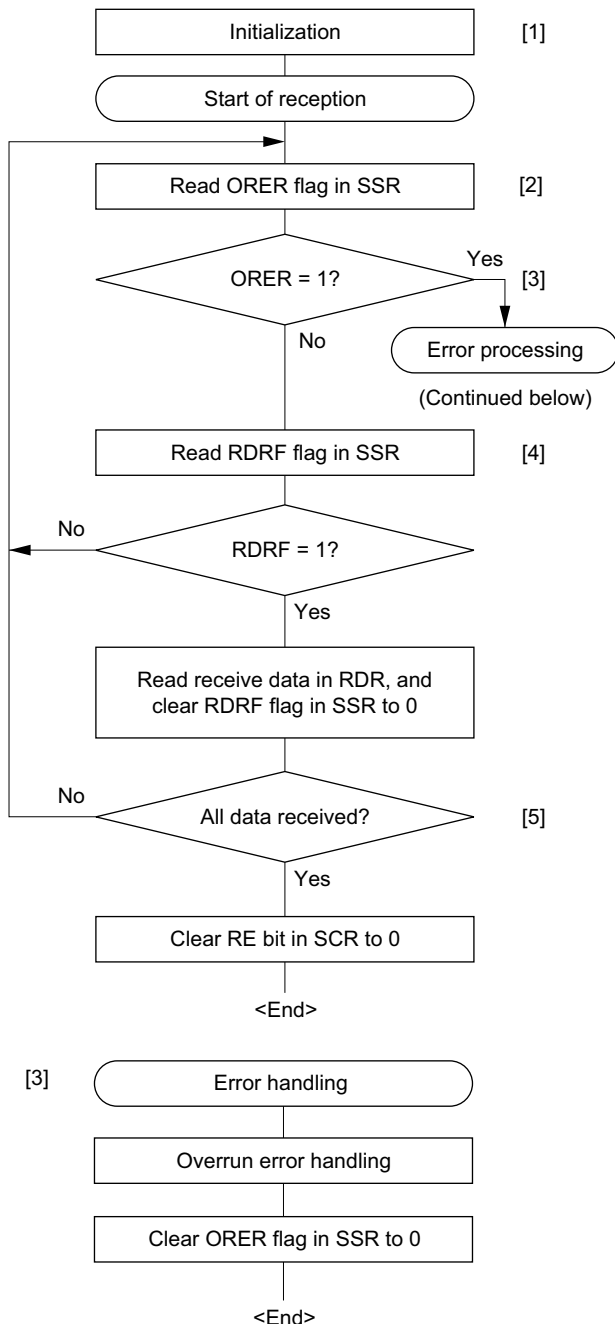 Initialization
[1]
Start of reception
Read ORER flag in SSR
[2]
ORER = 1?
Yes
[3]
No
Error processing
(Continued below)
Read RDRF flag in SSR
[4]
No
RDRF = 1?
Yes
Read receive data in RDR, and
clear RDRF flag in SSR to 0
No
All data received?
[5]
Yes
Clear RE bit in SCR to 0
<End>
[3]
Error handling
Overrun error handling
Clear ORER flag in SSR to 0
<End>